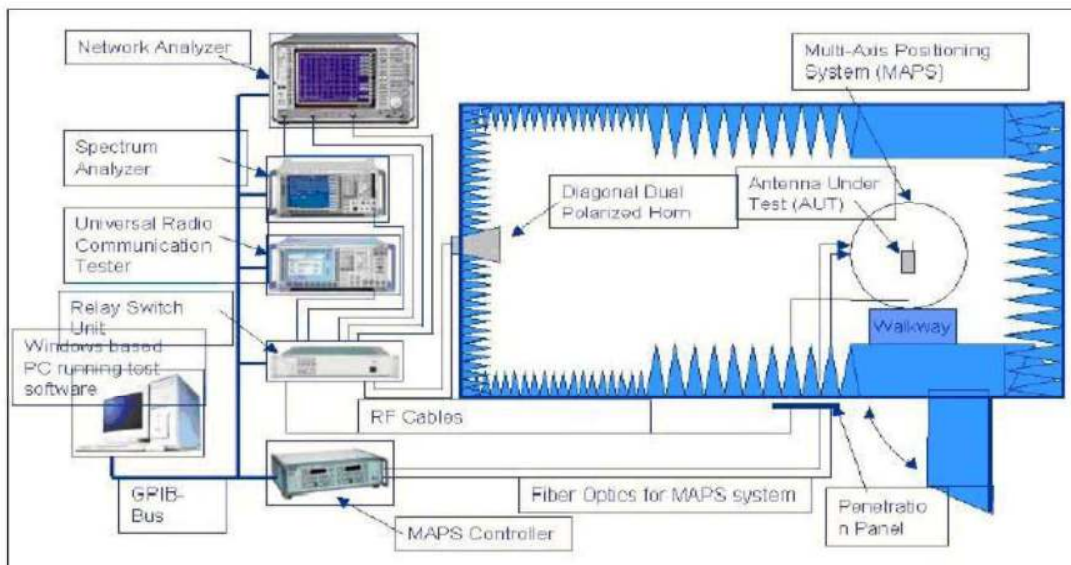 Network Analyzer
Multi-Axis Positioning
System (MAPS)
Spectrum
Analyzer
Diagonal Dual
Polarized Horn
Antenna Under
Test (AUT)
Universal Radio
Communication
Tester
Relay Switch
Unit
Walkway
Windows based
PC running test
software
RF Cables
GPIB-
Bus
Fiber Optics for MAPS system
MAPS Controller
Penetratio
n Panel